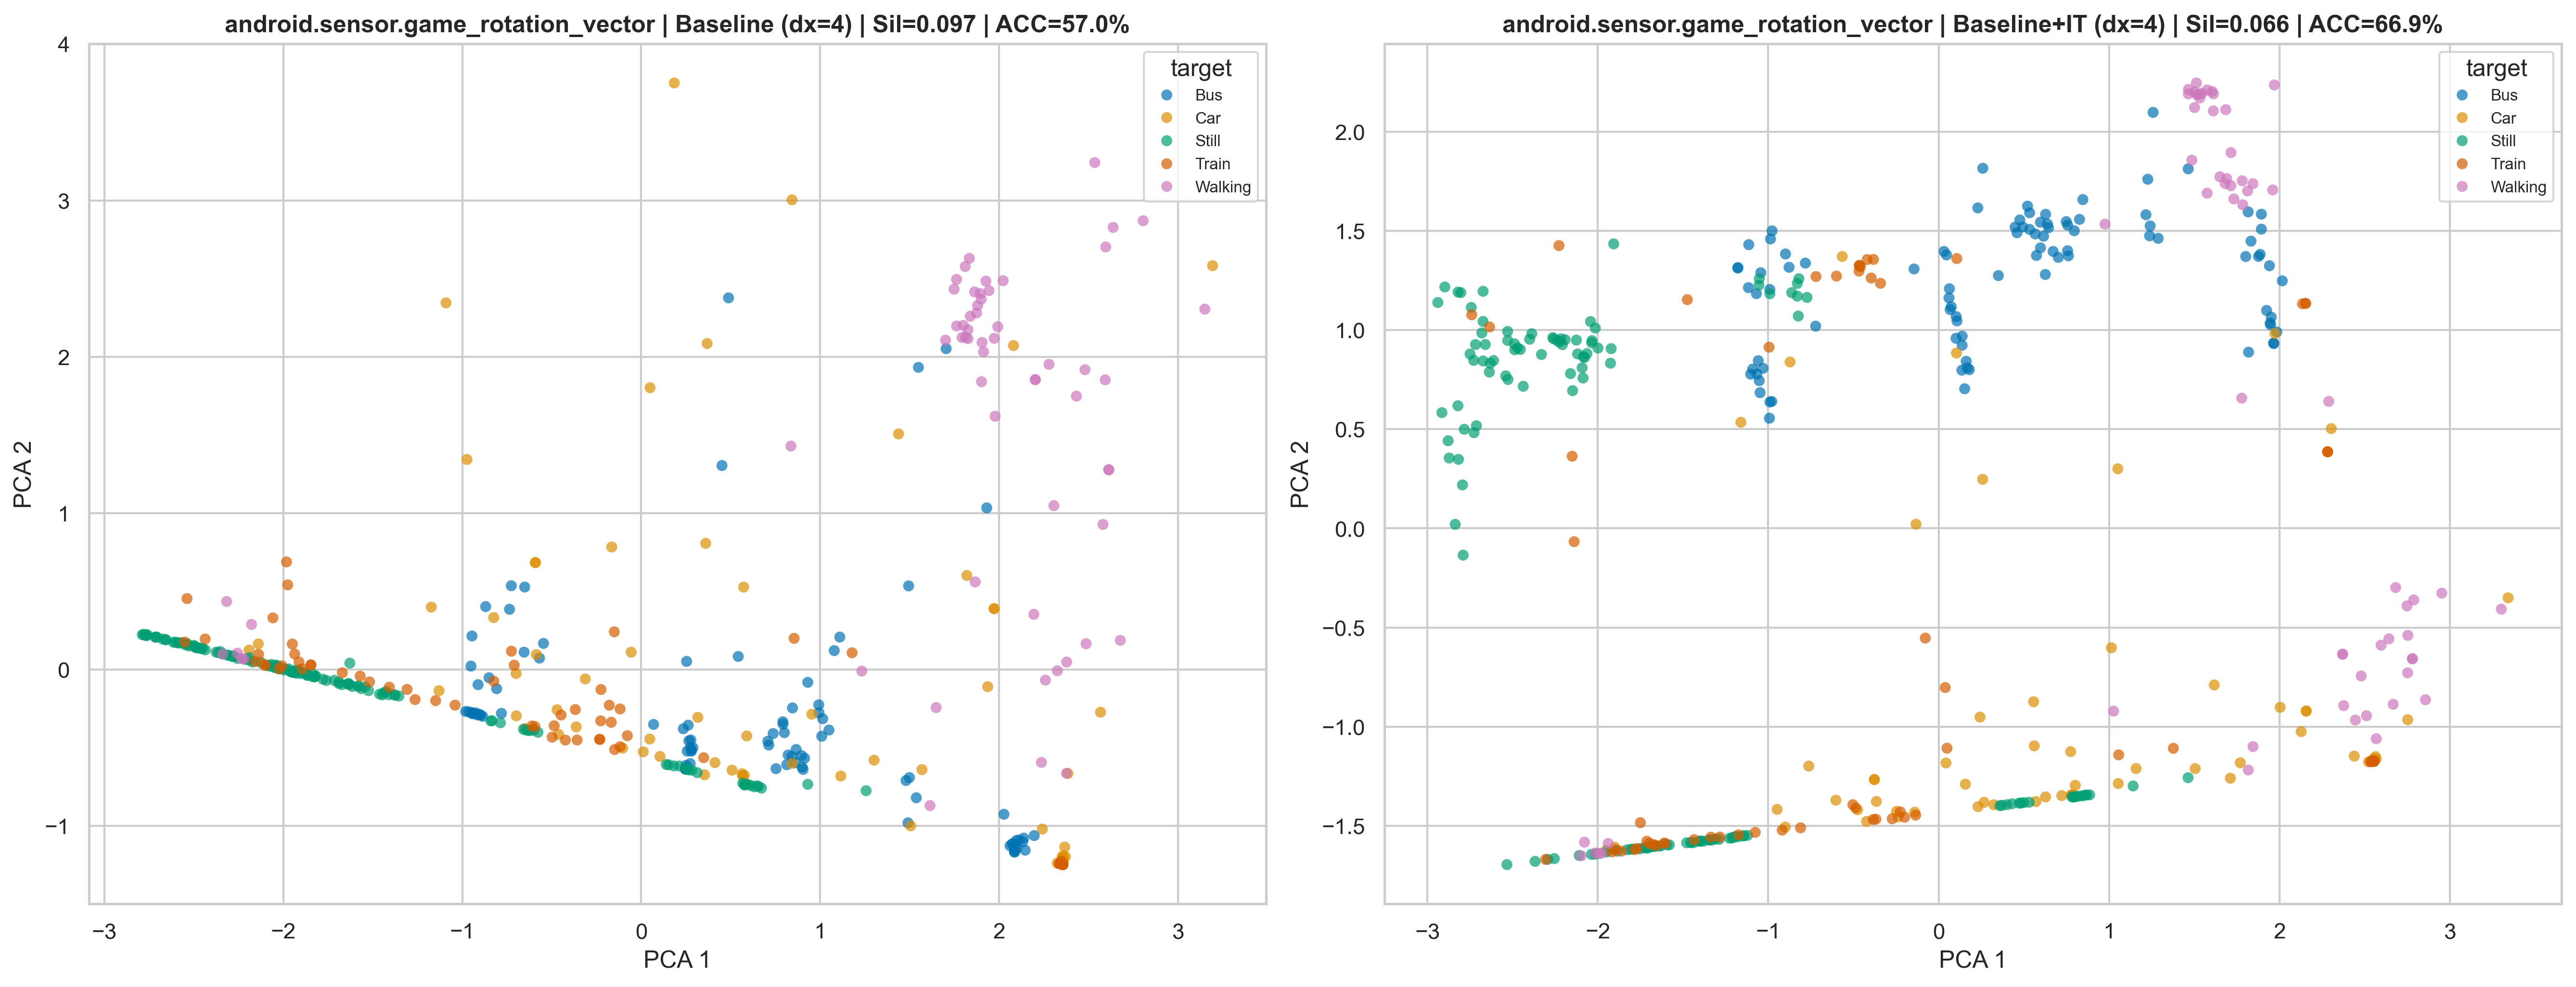 android.sensor.game_rotation_vector | Baseline (dx=4) | Sil=0.097 | ACC=57.0%
target
Bus
Car
Still
Train
Walking
4
3
2
1
0
−1
PCA 2
−3 −2 −1 0 1 2 3
PCA 1
android.sensor.game_rotation_vector | Baseline+IT (dx=4) | Sil=0.066 | ACC=66.9%
target
Bus
Car
Still
Train
Walking
2.0
1.5
1.0
0.5
0.0
−0.5
−1.0
−1.5
PCA 2
−3 −2 −1 0 1 2 3
PCA 1